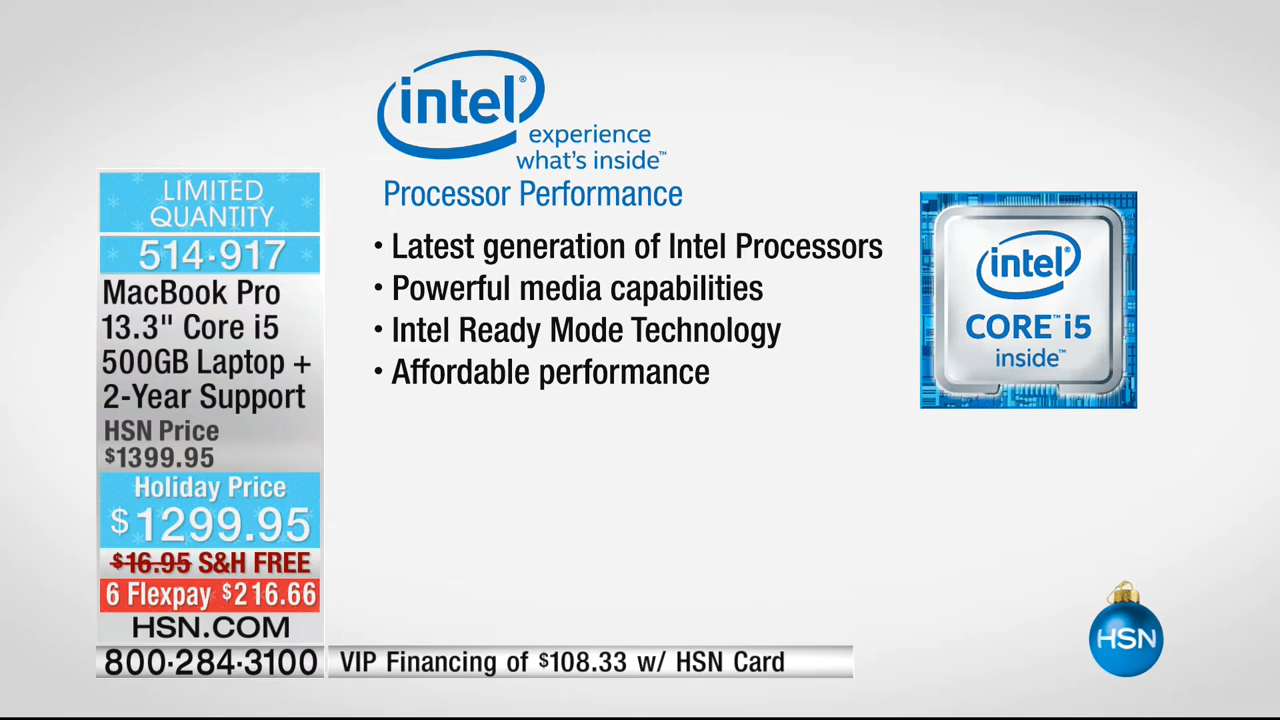 intel®
experience
what's inside™
Processor Performance
• Latest generation of Intel Processors
• Powerful media capabilities
• Intel Ready Mode Technology
• Affordable performance
intel®
CORE™ i5
inside™
LIMITED
QUANTITY
514·917
MacBook Pro
13.3" Core i5
500GB Laptop +
2-Year Support
HSN Price
$1399.95
Holiday Price
$1299.95
$16.95 S&H FREE
6 Flexpay $216.66
HSN.COM
800·284·3100
VIP Financing of $108.33 w/ HSN Card
HSN